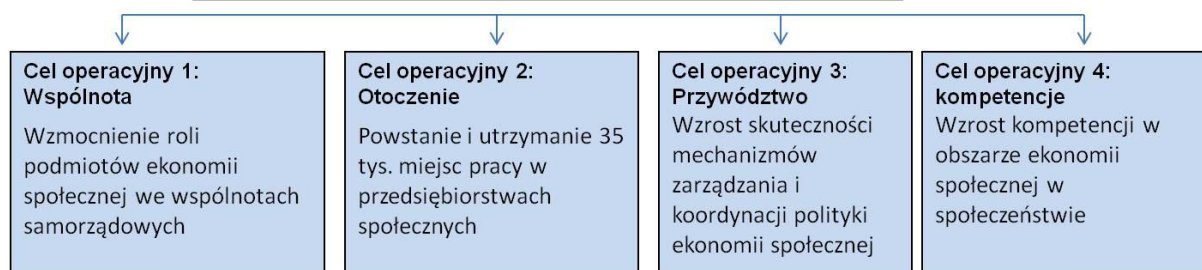 Cel operacyjny 1:
Wspólnota
Wzmocnienie roli
podmiotów ekonomii
społecznej we wspólnotach
samorządowych
Cel operacyjny 2:
Otoczenie
Powstanie i utrzymanie 35
tys. miejsc pracy w
przedsiębiorstwach
społecznych
Cel operacyjny 3:
Przywództwo
Wzrost skuteczności
mechanizmów
zarządzania i
koordynacji polityki
ekonomii społecznej
Cel operacyjny 4:
kompetencje
Wzrost kompetencji w
obszarze ekonomii
społecznej w
społeczeństwie